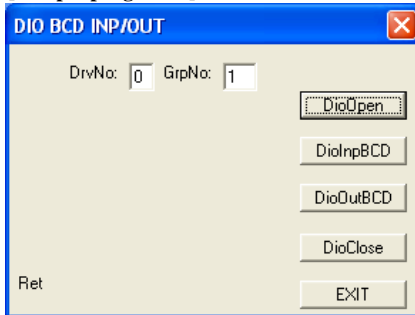 DIO BCD INP/OUT
DrvNo: 0 GrpNo: 1
DioOpen
DioInpBCD
DioOutBCD
DioClose
Ret
EXIT